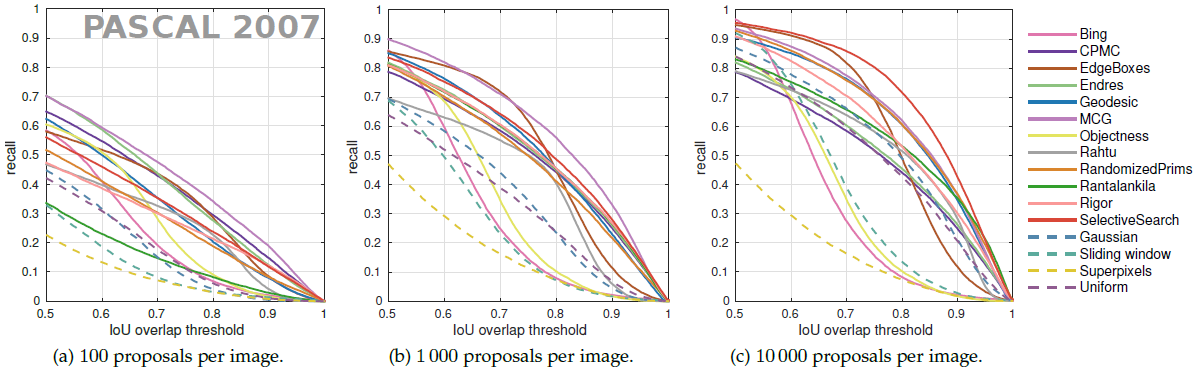 PASCAL 2007
recall
1
0.9
0.8
0.7
0.6
0.5
0.4
0.3
0.2
0.1
0
0.5 0.6 0.7 0.8 0.9 1
IoU overlap threshold
(a) 100 proposals per image.
recall
1
0.9
0.8
0.7
0.6
0.5
0.4
0.3
0.2
0.1
0
0.5 0.6 0.7 0.8 0.9 1
IoU overlap threshold
(b) 1 000 proposals per image.
recall
1
0.9
0.8
0.7
0.6
0.5
0.4
0.3
0.2
0.1
0
0.5 0.6 0.7 0.8 0.9 1
IoU overlap threshold
(c) 10 000 proposals per image.
Bing
CPMC
EdgeBoxes
Endres
Geodesic
MCG
Objectness
Rahtu
RandomizedPrims
Rantalankila
Rigor
SelectiveSearch
Gaussian
Sliding window
Superpixels
Uniform